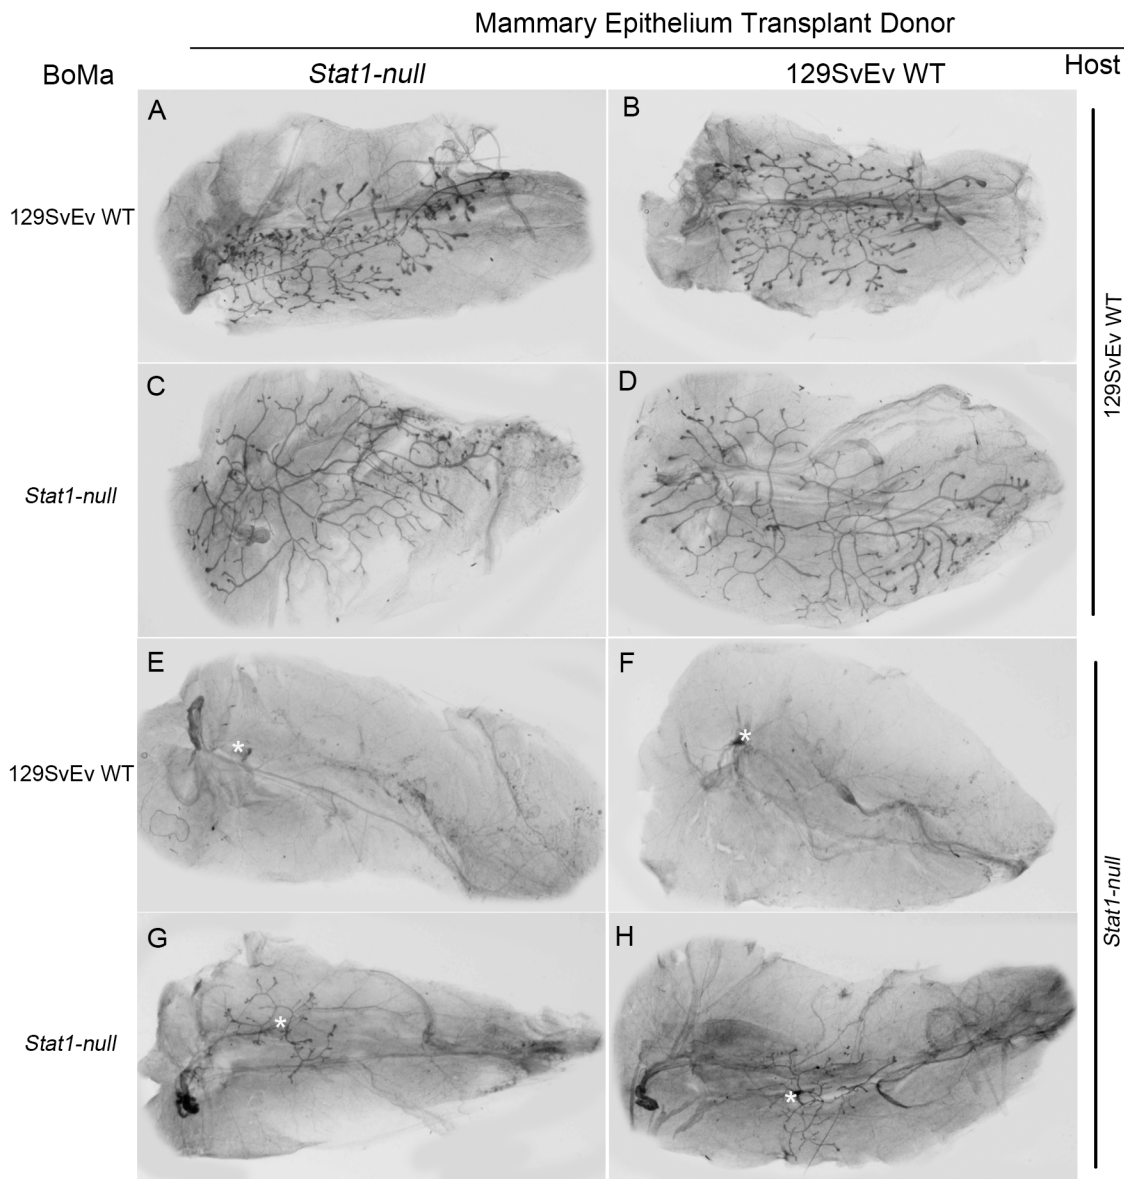 Mammary Epithelium Transplant Donor
BoMa Stat1-null 129SvEv WT Host
A B
129SvEv WT
129SvEv WT
C D
Stat1-null
E F
129SvEv WT
*
*
Stat1-null
G H
Stat1-null
*
*